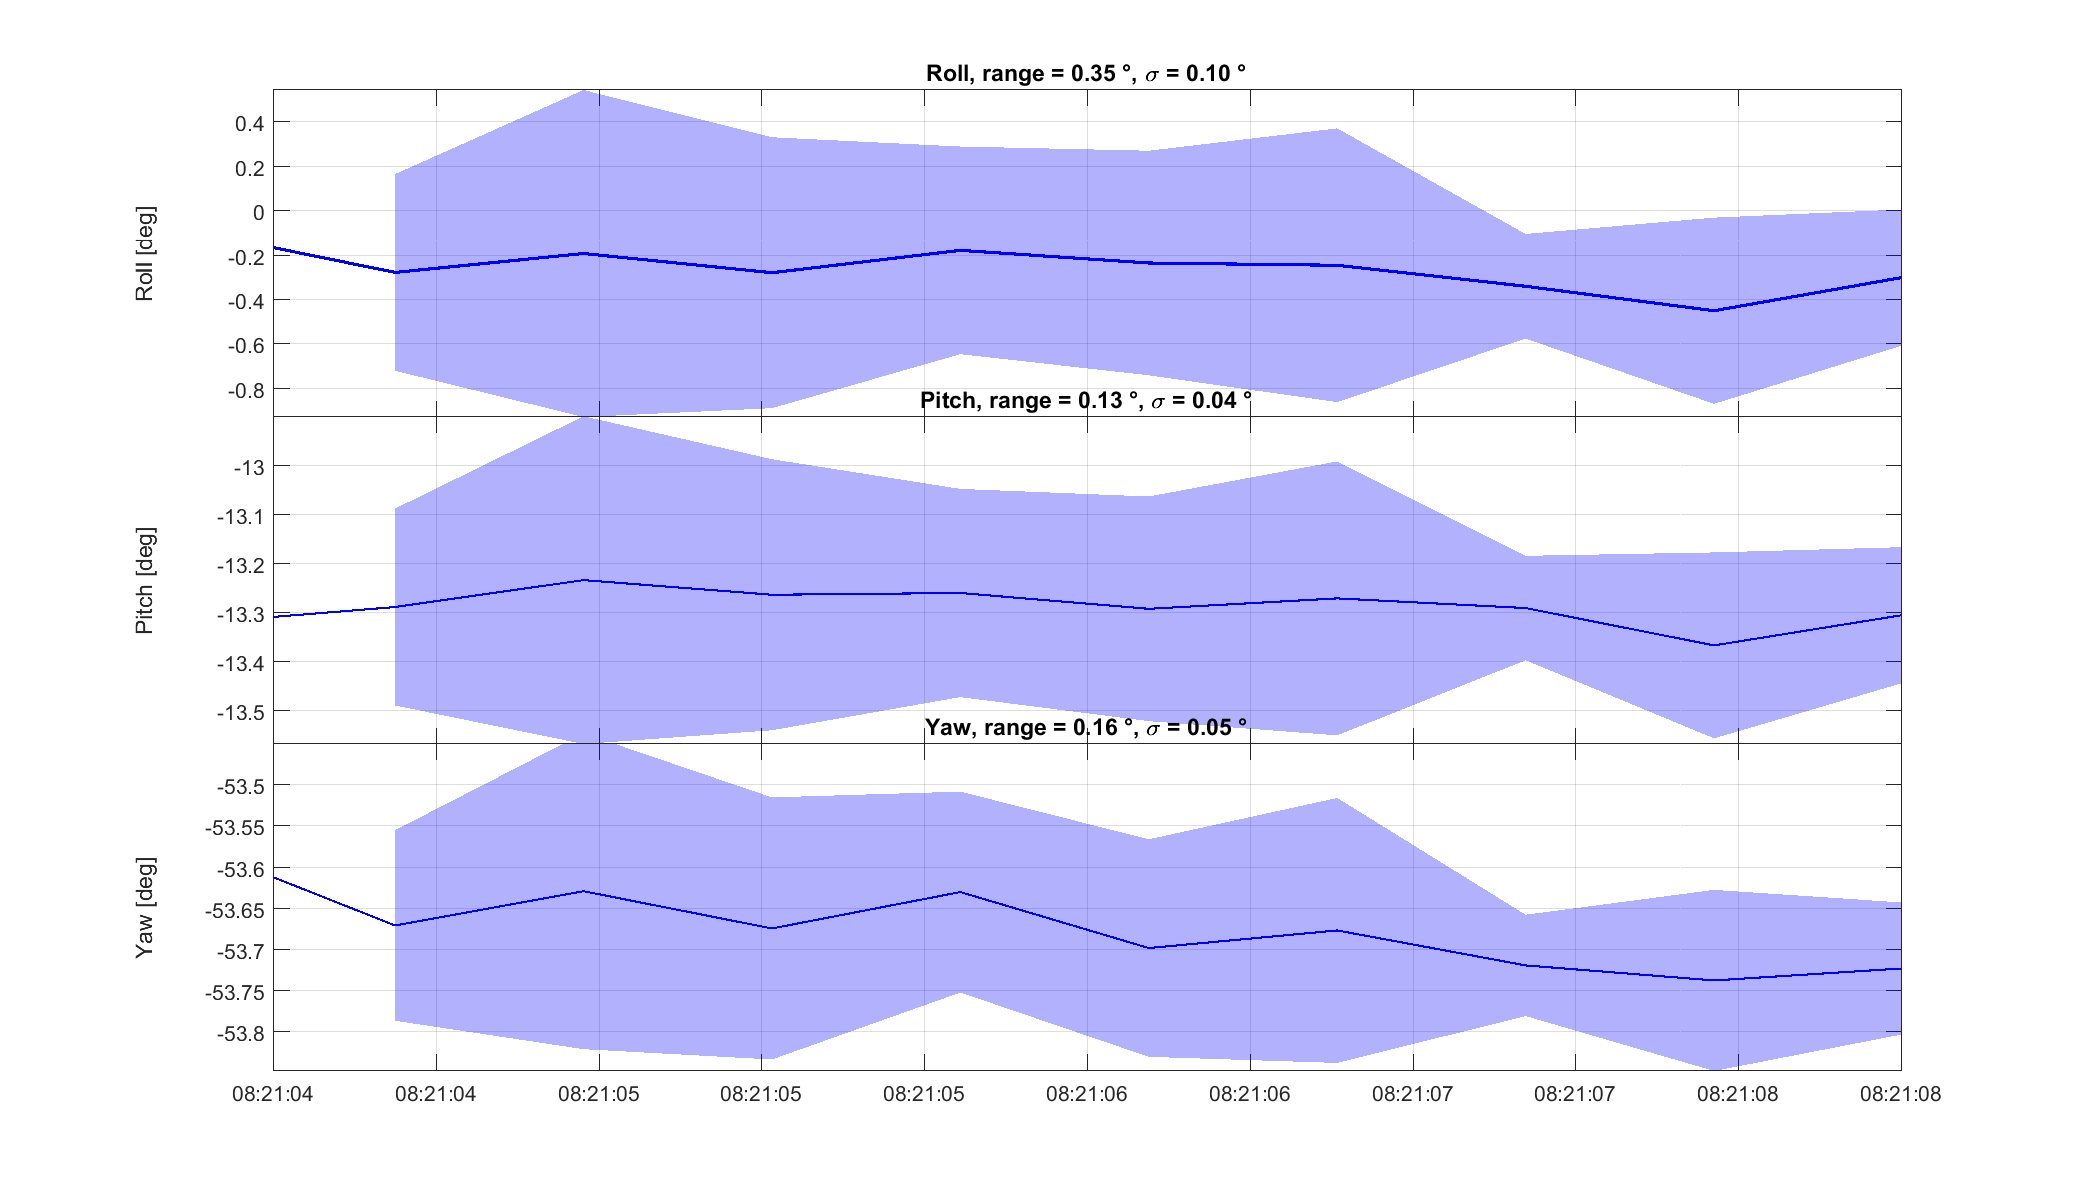 Roll, range = 0.35 °, σ = 0.10 °
Roll [deg]
0.4
0.2
0
-0.2
-0.4
-0.6
-0.8
Pitch, range = 0.13 °, σ = 0.04 °
Pitch [deg]
-13
-13.1
-13.2
-13.3
-13.4
-13.5
Yaw, range = 0.16 °, σ = 0.05 °
Yaw [deg]
-53.5
-53.55
-53.6
-53.65
-53.7
-53.75
-53.8
08:21:04 08:21:04 08:21:05 08:21:05 08:21:05 08:21:06 08:21:06 08:21:07 08:21:07 08:21:08 08:21:08